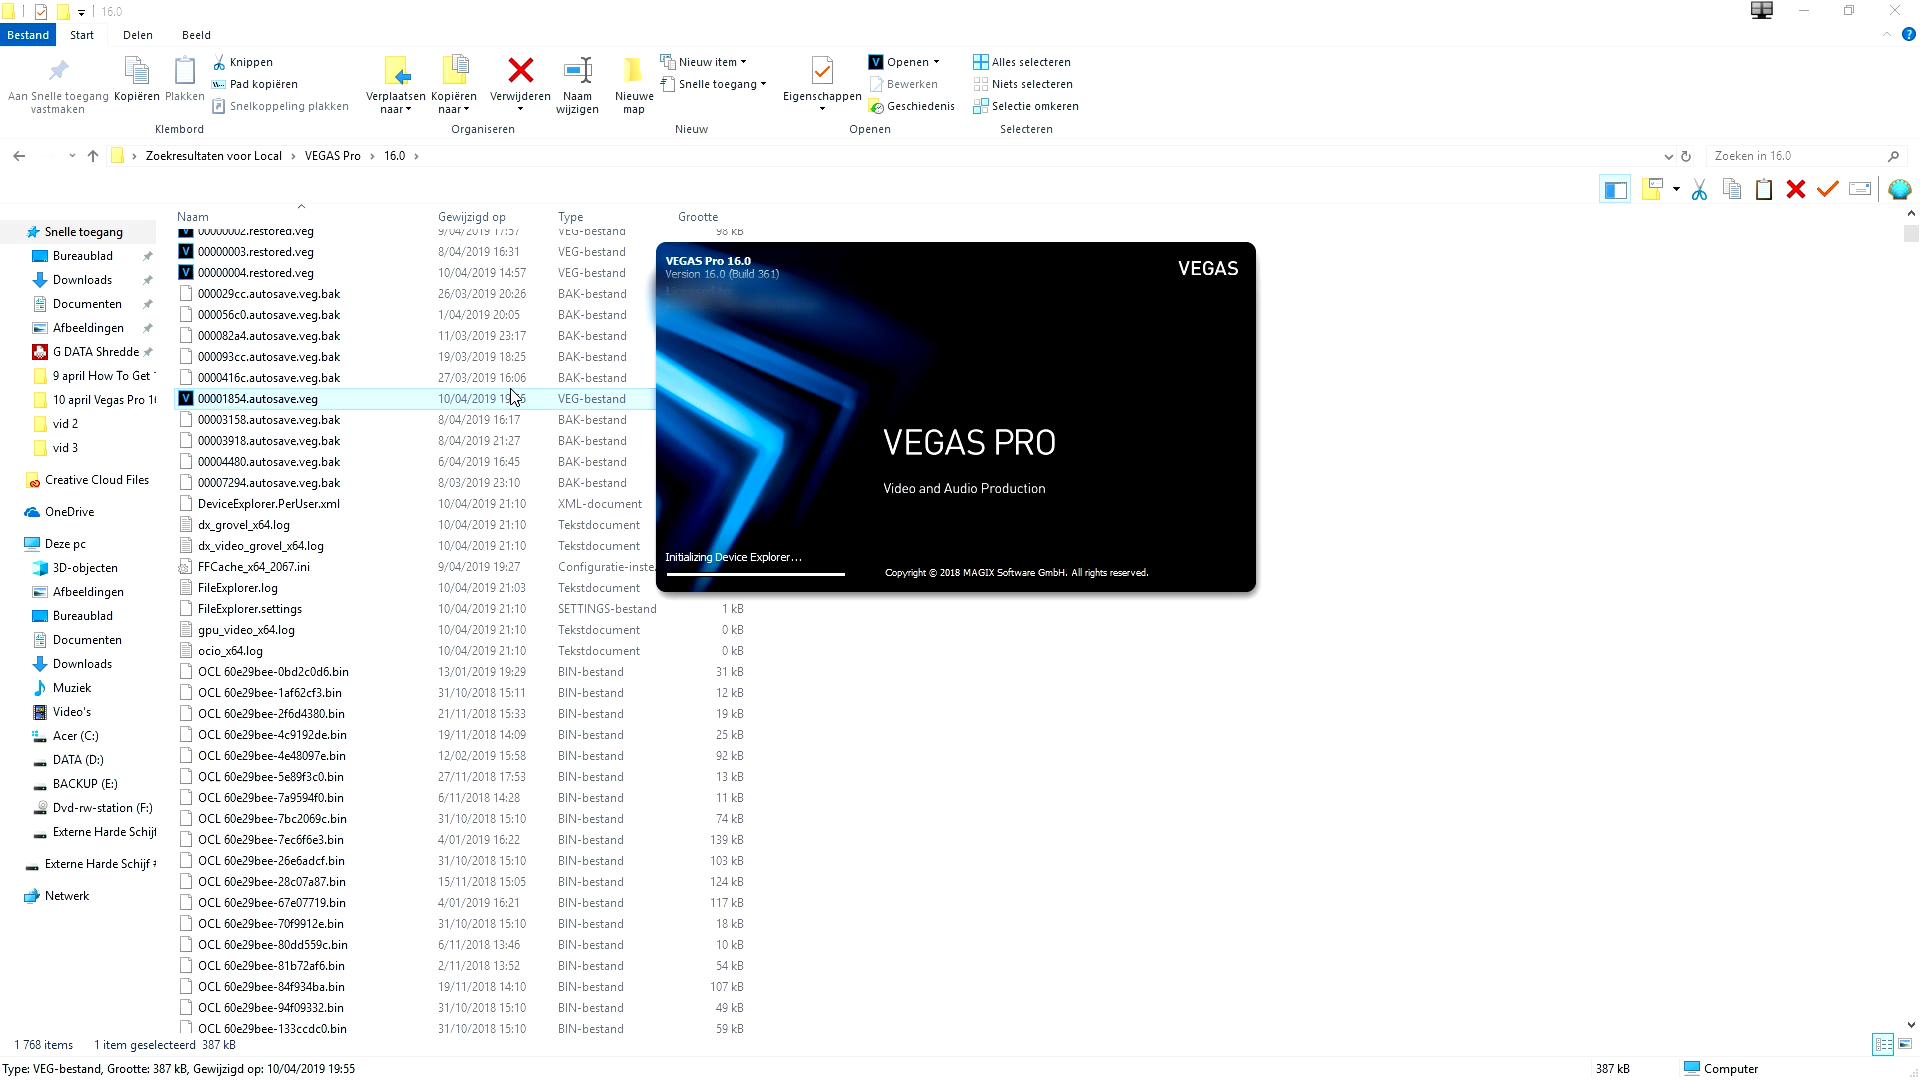 16.0
Bestand Start Delen Beeld
Aan Snelle toegang vastmaken
Kopiëren
Plakken
Knippen
Pad kopiëren
Snelkoppeling plakken
Klembord
Verplaatsen naar
Kopiëren naar
Verwijderen
Naam wijzigen
Organiseren
Nieuwe map
Nieuw item
Snelle toegang
Nieuw
Eigenschappen
Openen
Bewerken
Geschiedenis
Openen
Alles selecteren
Niets selecteren
Selectie omkeren
Selecteren
Zoekresultaten voor Local > VEGAS Pro > 16.0 >
Zoeken in 16.0
Snelle toegang
Bureaublad
Downloads
Documenten
Afbeeldingen
G DATA Shredde
9 april How To Get
10 april Vegas Pro 16
vid 2
vid 3
Creative Cloud Files
OneDrive
Deze pc
3D-objecten
Afbeeldingen
Bureaublad
Documenten
Downloads
Muziek
Video's
Acer (C:)
DATA (D:)
BACKUP (E:)
Dvd-rw-station (F:)
Externe Harde Schijf
Externe Harde Schijf
Netwerk
Naam Gewijzigd op Type Grootte
00000002.restored.veg 9/04/2019 17:57 VEG-bestand 98 kB
00000003.restored.veg 8/04/2019 16:31 VEG-bestand
00000004.restored.veg 10/04/2019 14:57 VEG-bestand
000029cc.autosave.veg.bak 26/03/2019 20:26 BAK-bestand
000056c0.autosave.veg.bak 1/04/2019 20:05 BAK-bestand
000082a4.autosave.veg.bak 11/03/2019 23:17 BAK-bestand
000093cc.autosave.veg.bak 19/03/2019 18:25 BAK-bestand
0000416c.autosave.veg.bak 27/03/2019 16:06 BAK-bestand
00001854.autosave.veg 10/04/2019 VEG-bestand
00003158.autosave.veg.bak 8/04/2019 16:17 BAK-bestand
00003918.autosave.veg.bak 8/04/2019 21:27 BAK-bestand
00004480.autosave.veg.bak 6/04/2019 16:45 BAK-bestand
00007294.autosave.veg.bak 8/03/2019 23:10 BAK-bestand
DeviceExplorer.PerUser.xml 10/04/2019 21:10 XML-document
dx_grovel_x64.log 10/04/2019 21:10 Tekstdocument
dx_video_grovel_x64.log 10/04/2019 21:10 Tekstdocument
FFCache_x64_2067.ini 9/04/2019 19:27 Configuratie-inste
FileExplorer.log 10/04/2019 21:03 Tekstdocument
FileExplorer.settings 10/04/2019 21:10 SETTINGS-bestand 1 kB
gpu_video_x64.log 10/04/2019 21:10 Tekstdocument 0 kB
ocio_x64.log 10/04/2019 21:10 Tekstdocument 0 kB
OCL 60e29bee-0bd2c0d6.bin 13/01/2019 19:29 BIN-bestand 31 kB
OCL 60e29bee-1af62cf3.bin 31/10/2018 15:11 BIN-bestand 12 kB
OCL 60e29bee-2f6d4380.bin 21/11/2018 15:33 BIN-bestand 19 kB
OCL 60e29bee-4c9192de.bin 19/11/2018 14:09 BIN-bestand 25 kB
OCL 60e29bee-4e48097e.bin 12/02/2019 15:58 BIN-bestand 92 kB
OCL 60e29bee-5e89f3c0.bin 27/11/2018 17:53 BIN-bestand 13 kB
OCL 60e29bee-7a9594f0.bin 6/11/2018 14:28 BIN-bestand 11 kB
OCL 60e29bee-7bc2069c.bin 31/10/2018 15:10 BIN-bestand 74 kB
OCL 60e29bee-7ec6f6e3.bin 4/01/2019 16:22 BIN-bestand 139 kB
OCL 60e29bee-26e6adcf.bin 31/10/2018 15:10 BIN-bestand 103 kB
OCL 60e29bee-28c07a87.bin 15/11/2018 15:05 BIN-bestand 124 kB
OCL 60e29bee-67e07719.bin 4/01/2019 16:21 BIN-bestand 117 kB
OCL 60e29bee-70f9912e.bin 31/10/2018 15:10 BIN-bestand 18 kB
OCL 60e29bee-80dd559c.bin 6/11/2018 13:46 BIN-bestand 10 kB
OCL 60e29bee-81b72af6.bin 2/11/2018 13:52 BIN-bestand 54 kB
OCL 60e29bee-84f934ba.bin 19/11/2018 14:10 BIN-bestand 107 kB
OCL 60e29bee-94f09332.bin 31/10/2018 15:10 BIN-bestand 49 kB
OCL 60e29bee-133ccdc0.bin 31/10/2018 15:10 BIN-bestand 59 kB
VEGAS Pro 16.0
Version 16.0 (Build 361)
VEGAS
VEGAS PRO
Video and Audio Production
Initializing Device Explorer...
Copyright © 2018 MAGIX Software GmbH. All rights reserved.
1 768 items 1 item geselecteerd 387 kB
Type: VEG-bestand, Grootte: 387 kB, Gewijzigd op: 10/04/2019 19:55
387 kB
Computer